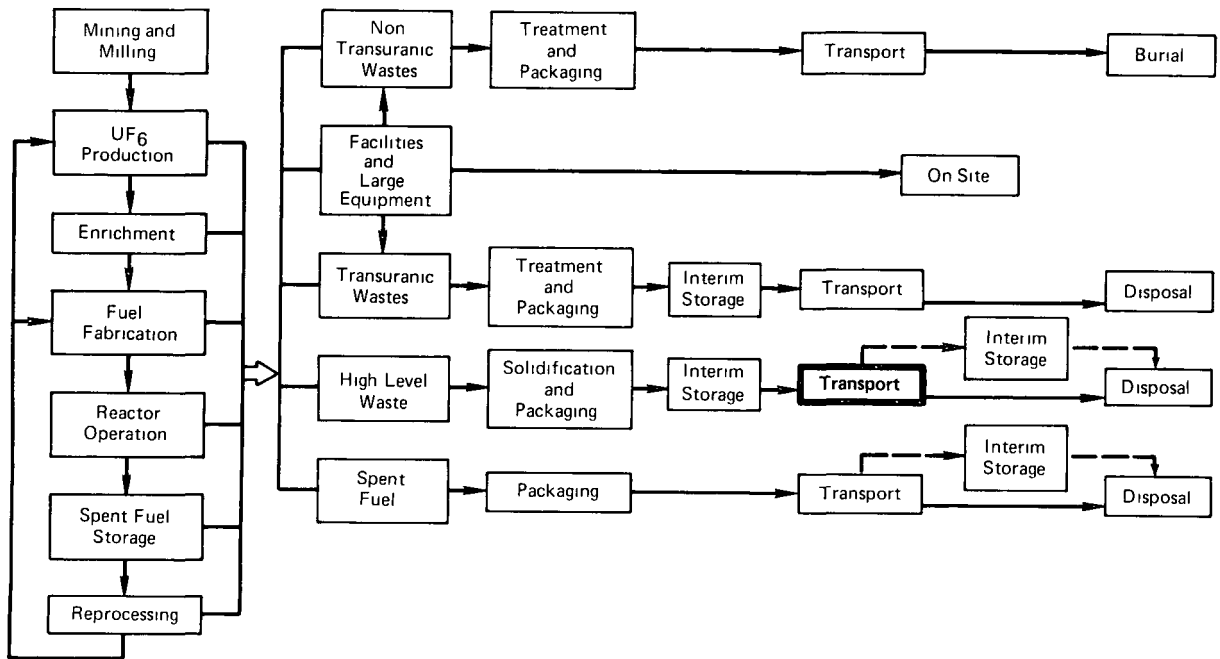 Mining and
Milling
UF6
Production
Enrichment
Fuel
Fabrication
Reactor
Operation
Spent Fuel
Storage
Reprocessing
Non
Transuranic
Wastes
Treatment
and
Packaging
Transport
Burial
Facilities
and
Large
Equipment
On Site
Transuranic
Wastes
Treatment
and
Packaging
Interim
Storage
Transport
Disposal
High Level
Waste
Solidification
and
Packaging
Interim
Storage
Transport
Interim
Storage
Disposal
Spent
Fuel
Packaging
Transport
Interim
Storage
Disposal